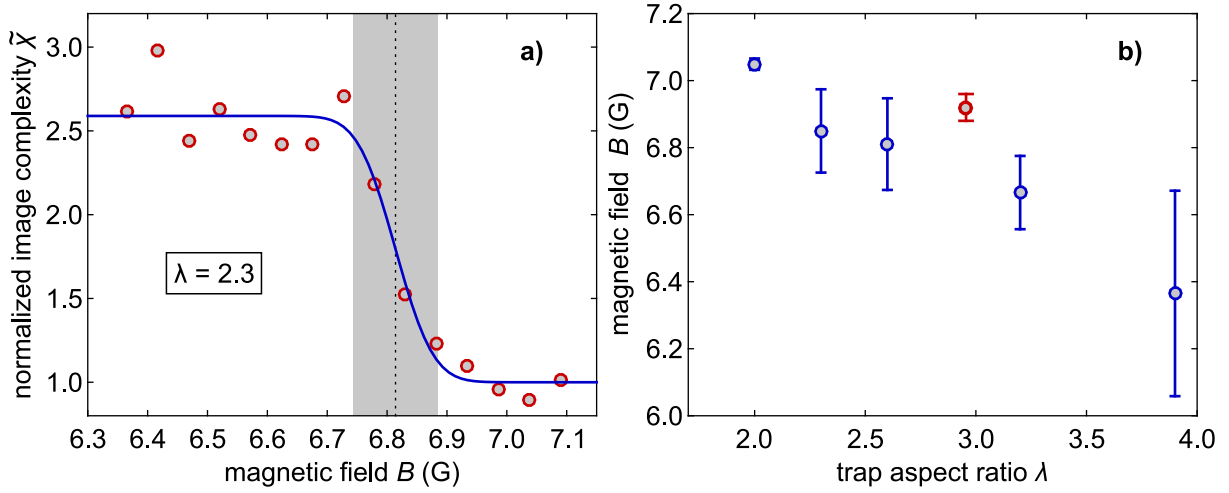 normalized image complexity χ̃
3.0
2.5
2.0
1.5
1.0
a)
λ = 2.3
6.3 6.4 6.5 6.6 6.7 6.8 6.9 7.0 7.1
magnetic field B (G)
magnetic field B (G)
7.2
7.0
6.8
6.6
6.4
6.2
6.0
b)
2.0 2.5 3.0 3.5 4.0
trap aspect ratio λ